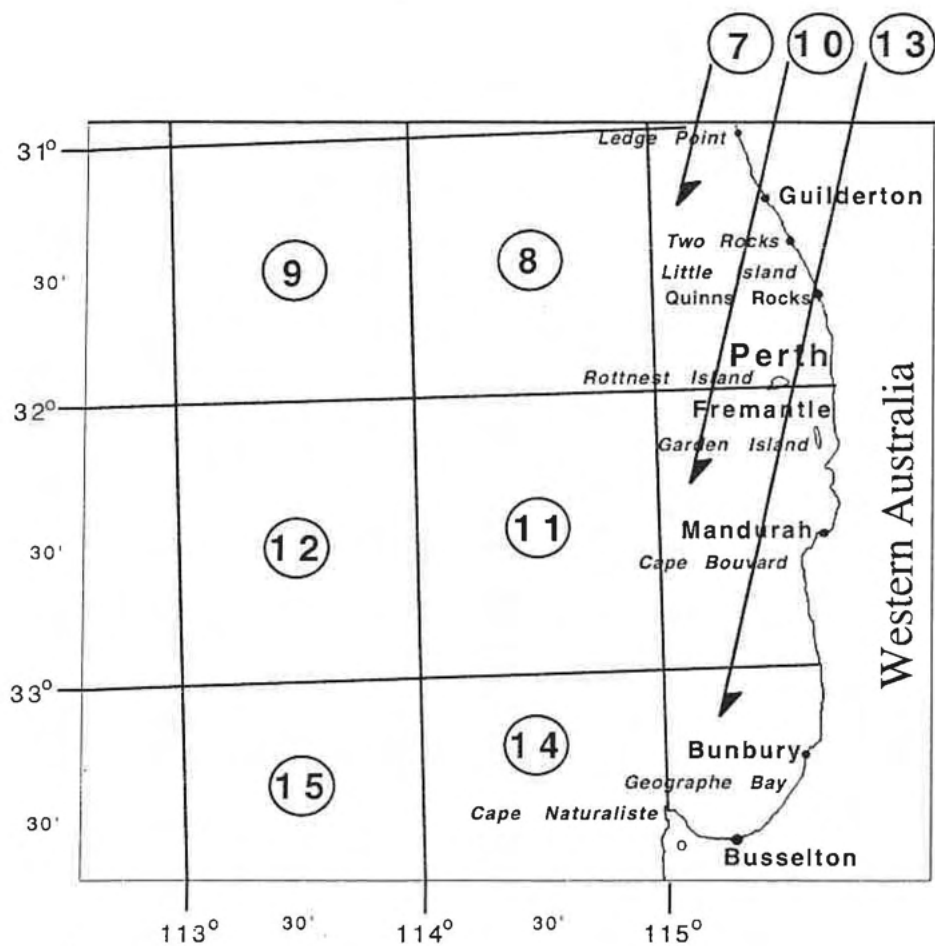 7 10 13
31° Ledge Point
Guilderton
Two Rocks
9 8 Little Island
30' Quinns Rocks
Perth
Rottnest Island
32° Fremantle
Garden Island
12 11 Mandurah
30' Cape Bouvard
Western Australia
33°
14 Bunbury
15 Geographe Bay
30' Cape Naturaliste
Busselton
113° 30' 114° 30' 115°